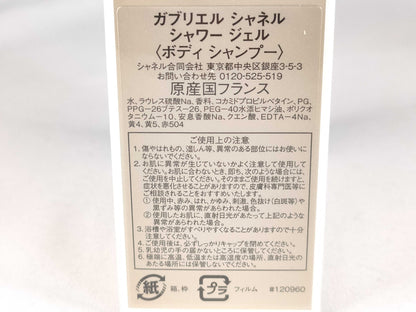 ガブリエル シャネル
シャワー ジェル
〈ボディ シャンプー〉
シャネル合同会社 東京都中央区銀座3-5-3
お問い合わせ先 0120-525-519
原産国フランス
水、ラウレス硫酸Na、香料、コカミドプロピルベタイン、PG、
PPG-26ブテス-26、PEG-40水添ヒマシ油、ポリクオ
タニウム-10、安息香酸Na、クエン酸、EDTA-4Na、
黄4、黄5、赤504
ご使用上の注意
1. 傷やはれもの、湿しん等、異常のある部位にはお使いに
ならないでください。
2. お肌に異常が生じていないかよく注意して使用して
ください。お肌に合わないとき、即ち、次のような場合には、
ご使用を中止してください。そのままご使用を続けますと、
症状を悪化させることがありますので、皮膚科専門医等に
ご相談されることをおすすめいたします。
①使用中、赤み、はれ、かゆみ、刺激、色抜け(白斑等)や
黒ずみ等の異常があらわれた場合。
②使用したお肌に、直射日光があたって上記のような
異常があらわれた場合。
3. 浴槽や浴室がすべりやすくなることがありますので十分
注意してください。
4. ご使用後は、必ずしっかりキャップを閉めてください。
5. 乳幼児の手の届かないところに保管してください。
6. 極端に高温、低温または高湿度の場所、直射日光の
あたる場所には保管しないでください。
紙 箱、枠 プラ フィルム #120960